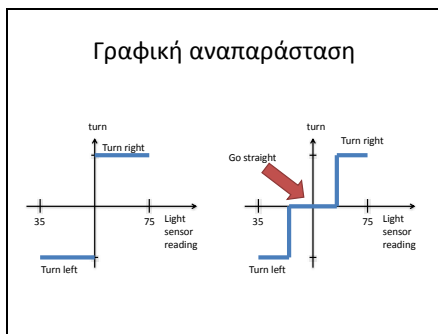 Γραφική αναπαράσταση
turn
Turn right
35
75
Light
sensor
reading
Turn left
turn
Turn right
Go straight
35
75
Light
sensor
reading
Turn left